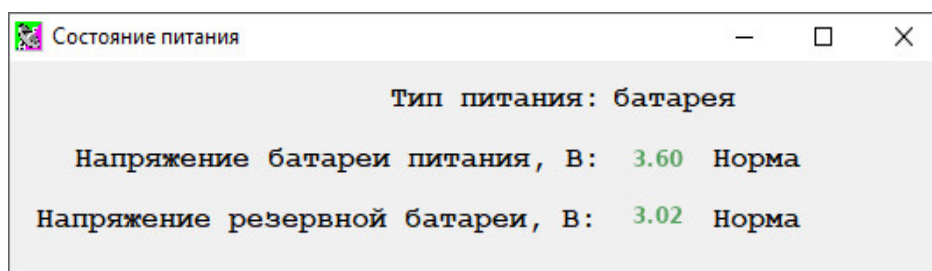 Состояние питания
Тип питания: батарея
Напряжение батареи питания, В: 3.60 Норма
Напряжение резервной батареи, В: 3.02 Норма